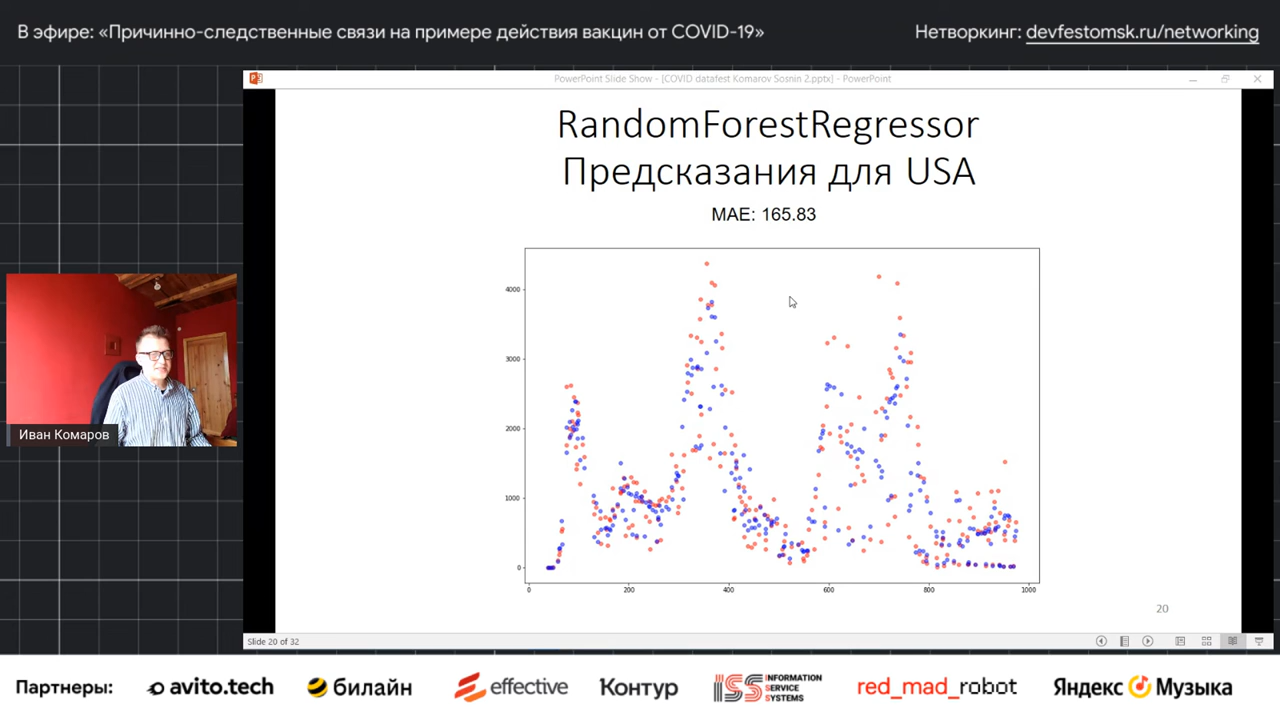 В эфире: «Причинно-следственные связи на примере действия вакцин от COVID-19»
Нетворкинг: devfestomsk.ru/networking
PowerPoint Slide Show - [COVID datafest Komarov Sosnin 2.pptx] - PowerPoint
RandomForestRegressor
Предсказания для USA
MAE: 165.83
4000
3000
2000
1000
0
0 200 400 600 800 1000
20
Иван Комаров
Slide 20 of 32
Партнеры: avito.tech билайн effective Контур ISS INFORMATION SERVICE SYSTEMS red_mad_robot Яндекс Музыка